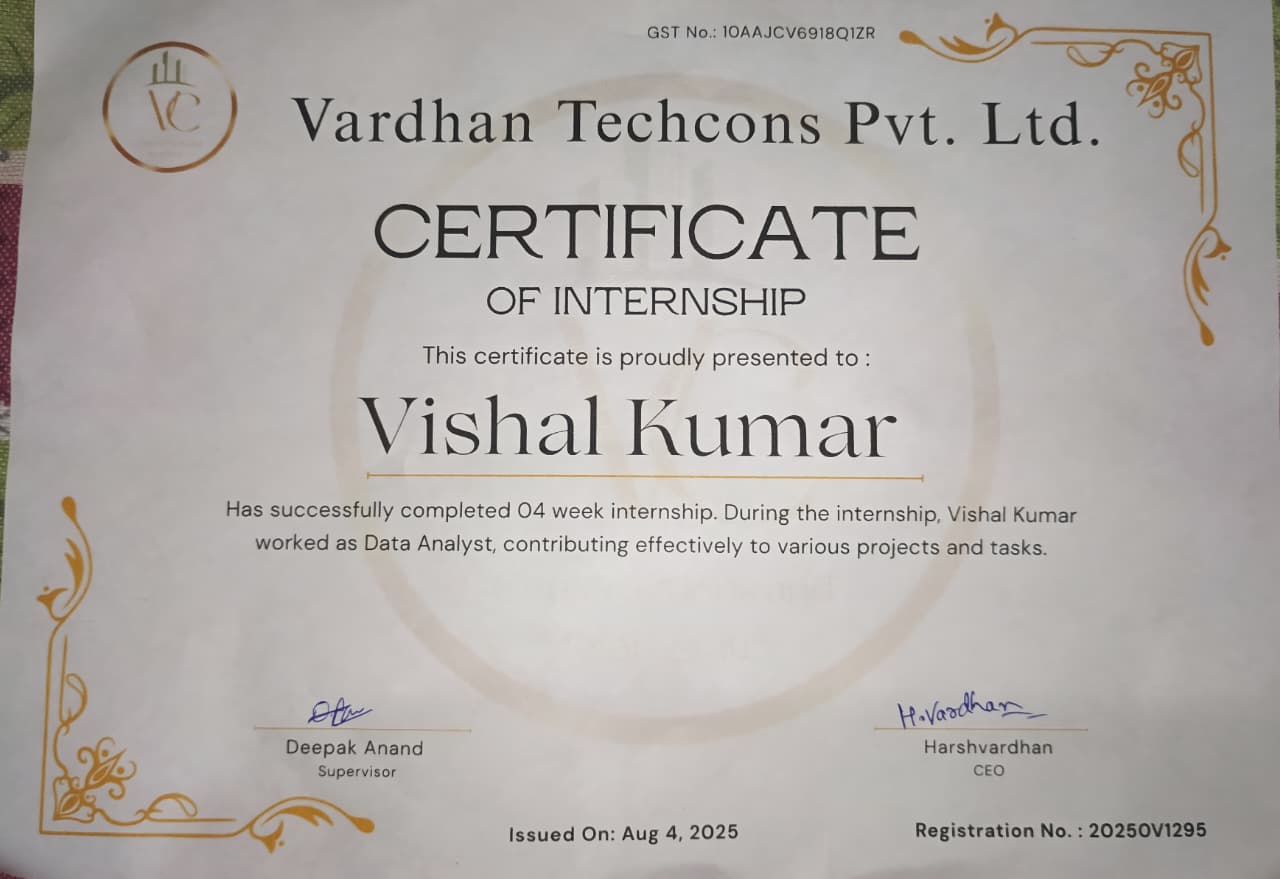 GST No.: 10AAJCV6918Q1ZR
VC
Vardhan Techcons Pvt. Ltd.
CERTIFICATE
OF INTERNSHIP
This certificate is proudly presented to :
Vishal Kumar
Has successfully completed 04 week internship. During the internship, Vishal Kumar
worked as Data Analyst, contributing effectively to various projects and tasks.
H.Vardhan
Deepak Anand
Supervisor
Harshvardhan
CEO
Issued On: Aug 4, 2025
Registration No. : 20250V1295